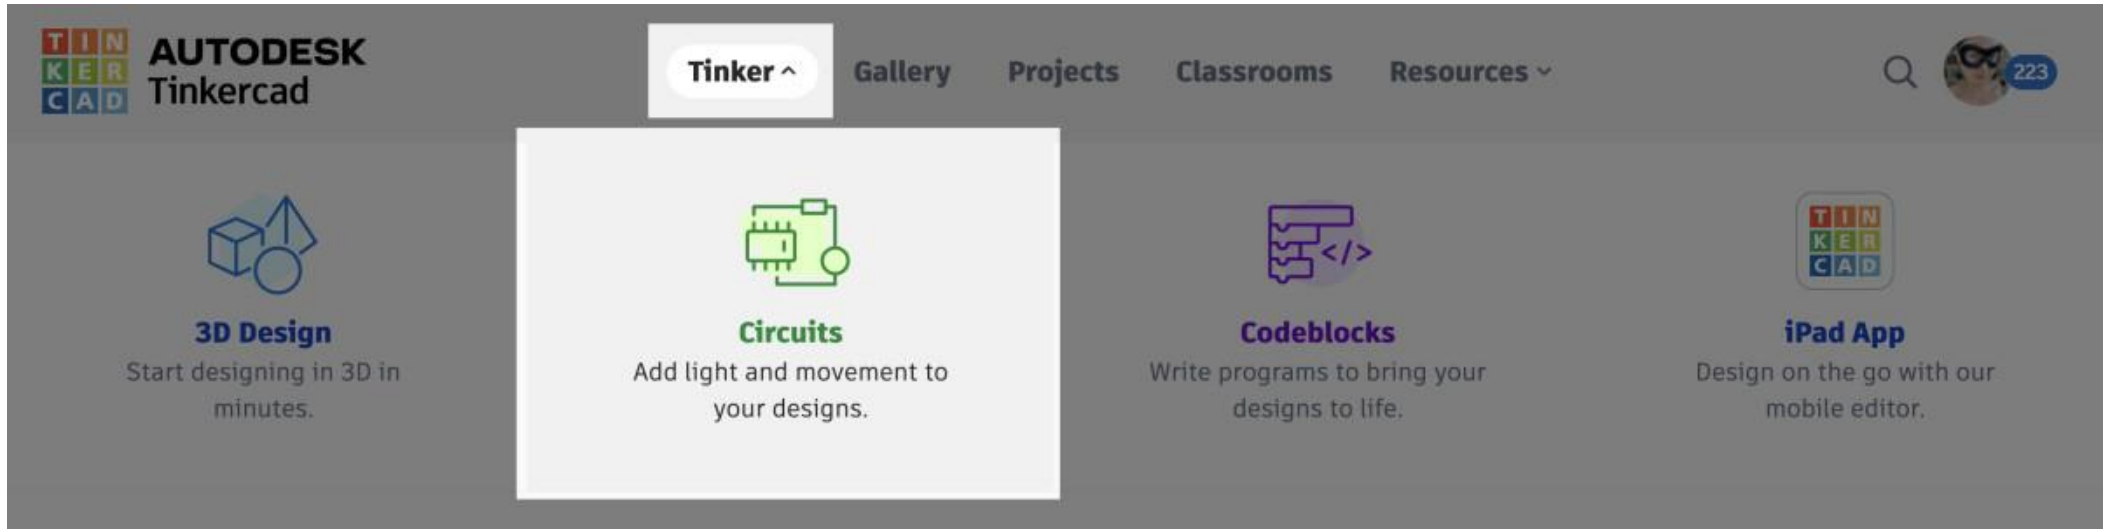 TIN
KER
CAD
AUTODESK
Tinkercad
Tinker Gallery Projects Classrooms Resources
223
3D Design
Start designing in 3D in
minutes.
Circuits
Add light and movement to
your designs.
</>
Codeblocks
Write programs to bring your
designs to life.
TIN
KER
CAD
iPad App
Design on the go with our
mobile editor.